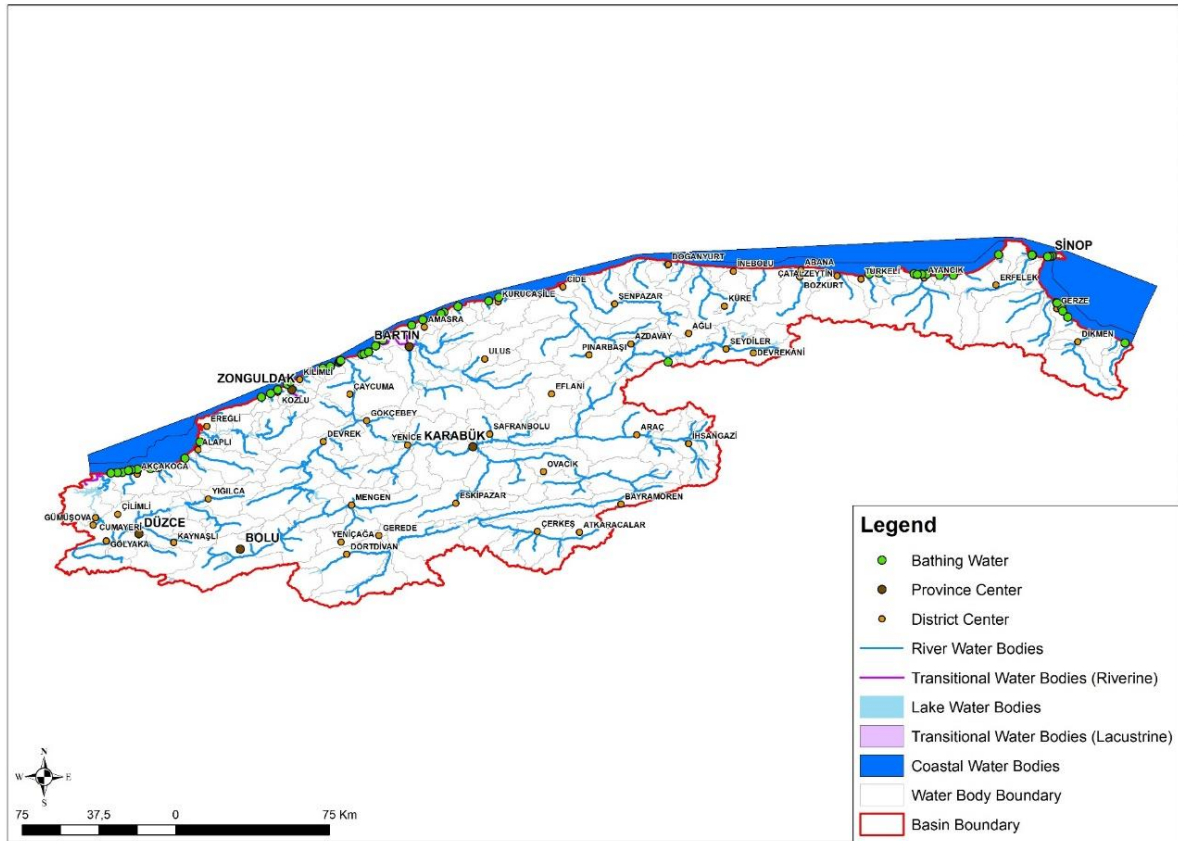 SİNOP
DOĞANYURT
İNEBOLU
ABANA
ÇATALZEYTİN
TÜRKELİ
AYANCIK
BOZKURT
ERFELEK
CİDE
KURUCAŞİLE
ŞENPAZAR
KÜRE
GERZE
AMASRA
BARTIN
AĞLI
DİKMEN
AZDAVAY
SEYDİLER
PINARBAŞI
DEVREKANİ
ULUS
ZONGULDAK
KİLİMLİ
KOZLU
ÇAYCUMA
EFLANİ
EREĞLİ
GÖKÇEBEY
SAFRANBOLU
ARAÇ
DEVREK
YENİCE
KARABÜK
İHSANGAZİ
ALAPLI
AKÇAKOCA
OVACIK
YIĞILCA
MENGEN
ESKİPAZAR
BAYRAMÖREN
ÇİLİMLİ
GÜMÜŞOVA
CUMAYERİ
DÜZCE
KAYNAŞLI
GÖLYAKA
BOLU
YENİÇAĞA
GEREDE
DÖRTDİVAN
ÇERKEŞ
ATKARACALAR
Legend
Bathing Water
Province Center
District Center
River Water Bodies
Transitional Water Bodies (Riverine)
Lake Water Bodies
Transitional Water Bodies (Lacustrine)
Coastal Water Bodies
Water Body Boundary
Basin Boundary
N
W
E
S
75 37,5 0 75 Km